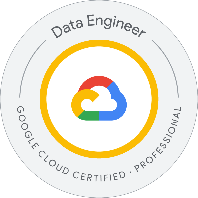 Data Engineer
GOOGLE CLOUD CERTIFIED · PROFESSIONAL